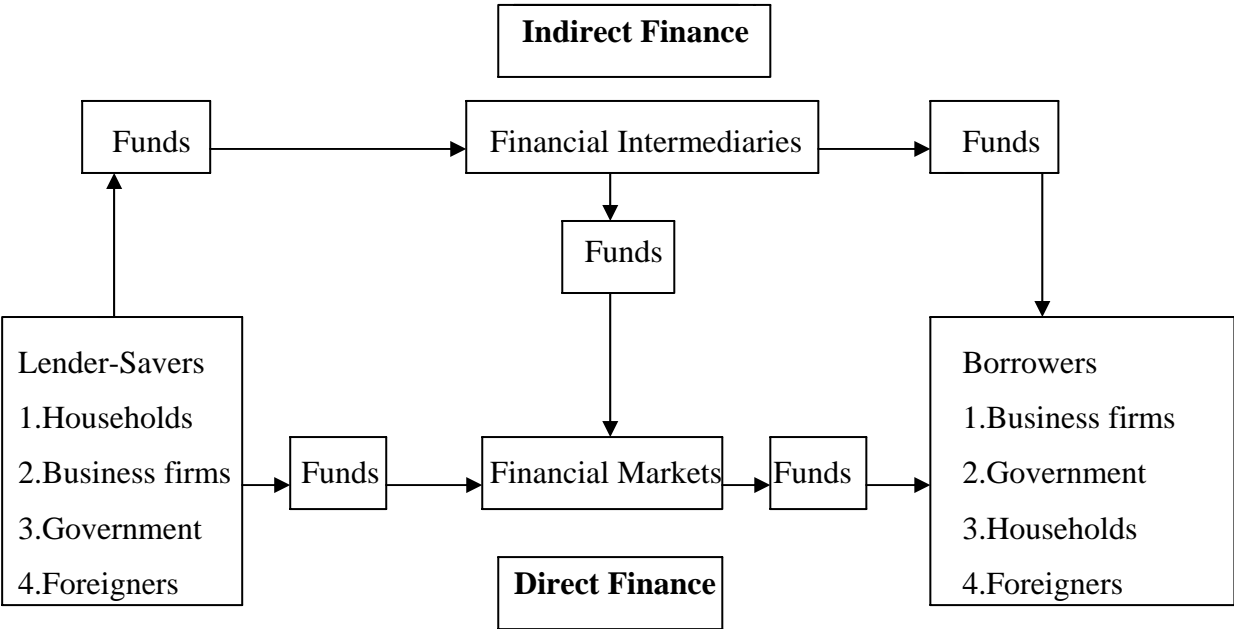 Indirect Finance
Funds
Financial Intermediaries
Funds
Funds
Lender-Savers
1.Households
2.Business firms
3.Government
4.Foreigners
Funds
Financial Markets
Funds
Borrowers
1.Business firms
2.Government
3.Households
4.Foreigners
Direct Finance